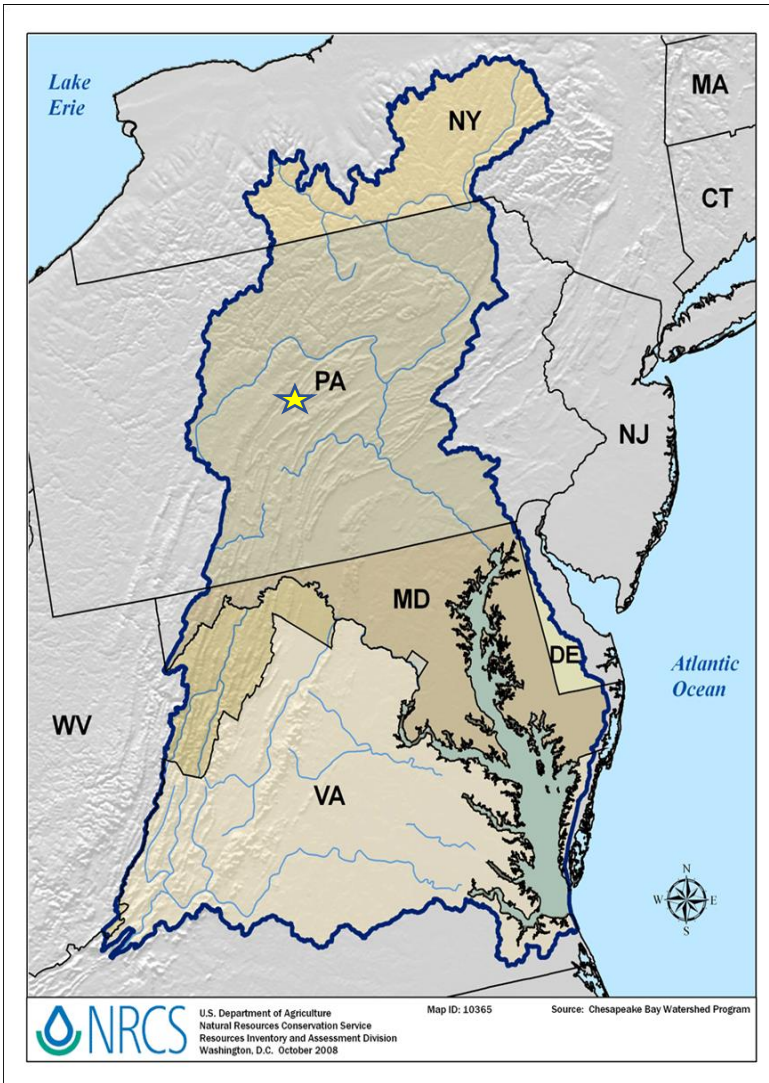 Lake
Erie
NY
MA
CT
PA
NJ
MD
DE
Atlantic
Ocean
WV
VA
N
W
E
S
NRCS
U.S. Department of Agriculture
Natural Resources Conservation Service
Resources Inventory and Assessment Division
Washington, D.C. October 2008
Map ID: 10365
Source: Chesapeake Bay Watershed Program